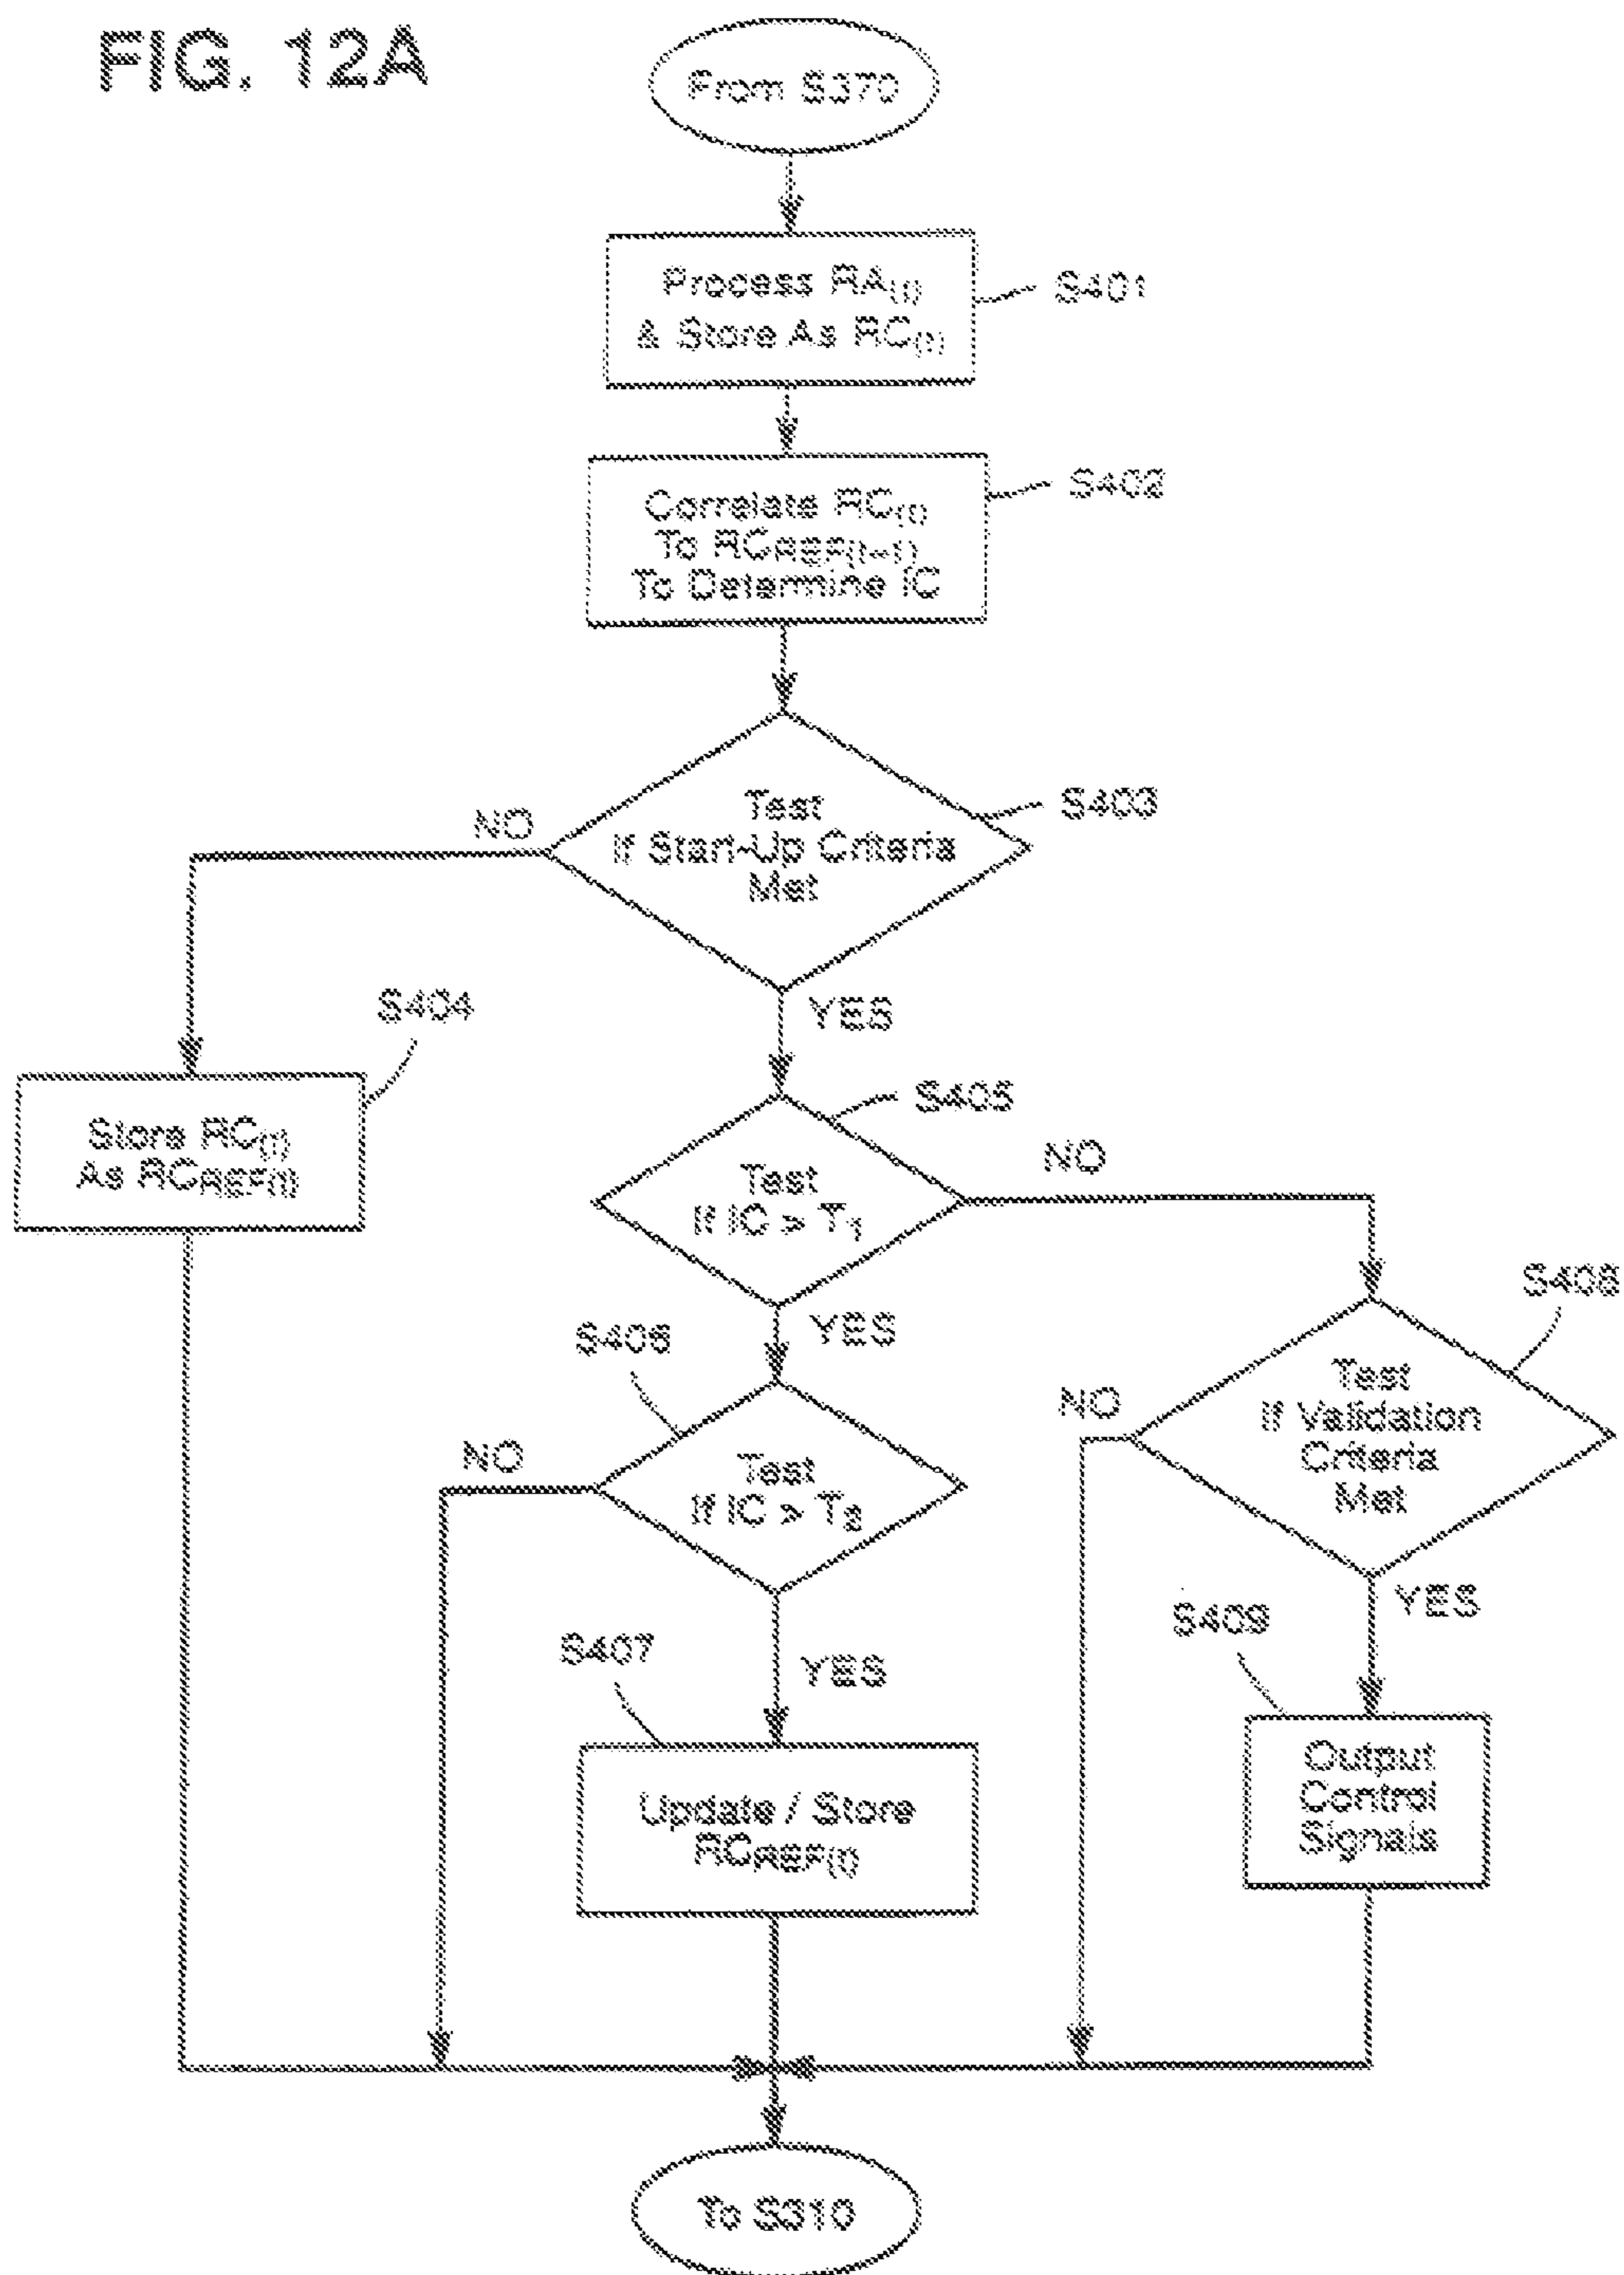 FIG. 12A
From S370
Process RA(t)
& Store As RC(t)
S401
Correlate RC(t)
To RCREF(t-1)
To Determine IC
S402
Test
If Start-Up Criteria
Met
S403
NO
YES
S404
Store RC(t)
As RCREF(t)
S405
Test
If IC > T1
NO
YES
S406
Test
If IC > T2
NO
YES
S408
Test
If Validation
Criteria
Met
NO
YES
S407
Update / Store
RCREF(t)
S409
Output
Control
Signals
To S310